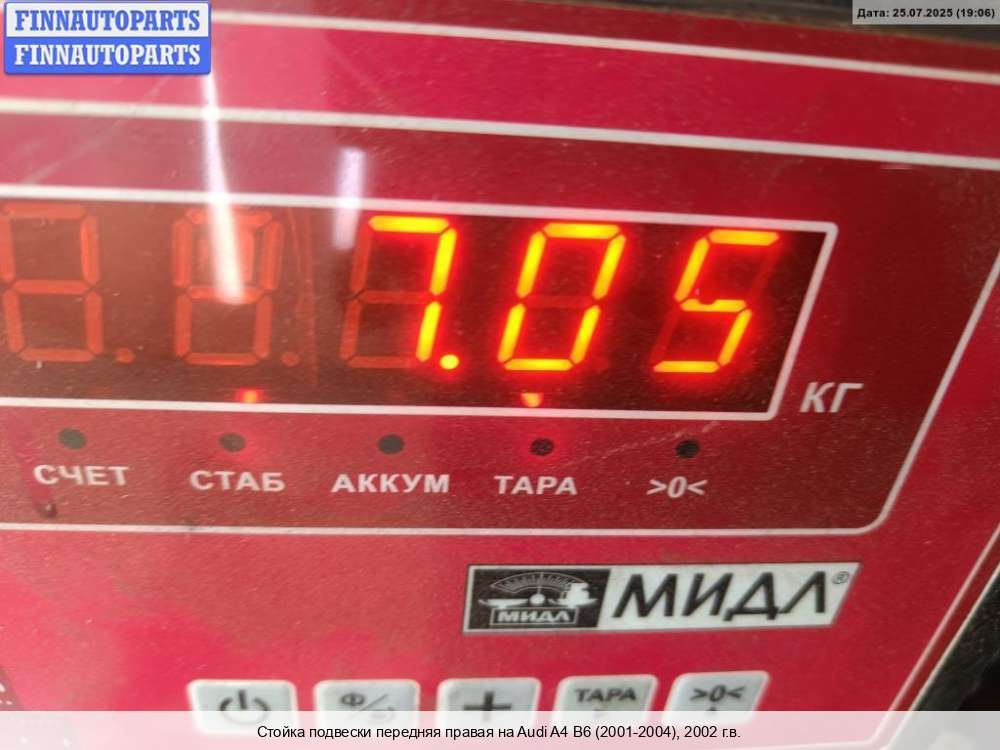 FINNAUTOPARTS
FINNAUTOPARTS
Дата: 25.07.2025 (19:06)
7.05
КГ
СЧЕТ СТАБ АККУМ ТАРА >0<
МИДЛ МИДЛ®
Ф/ + ТАРА >0<
Стойка подвески передняя правая на Audi A4 B6 (2001-2004), 2002 г.в.